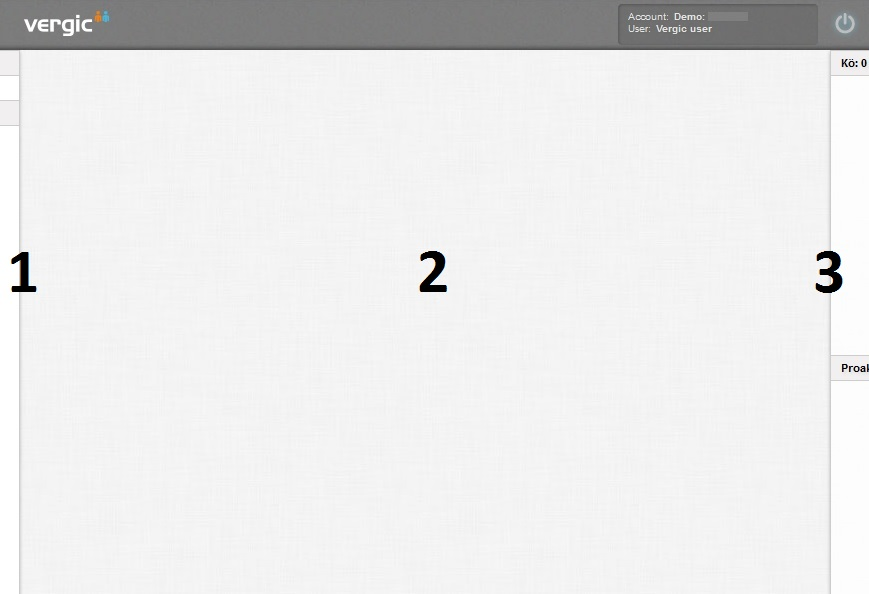 vergic
Account: Demo:
User: Vergic user
Kö: 0
1
2
3
Proak